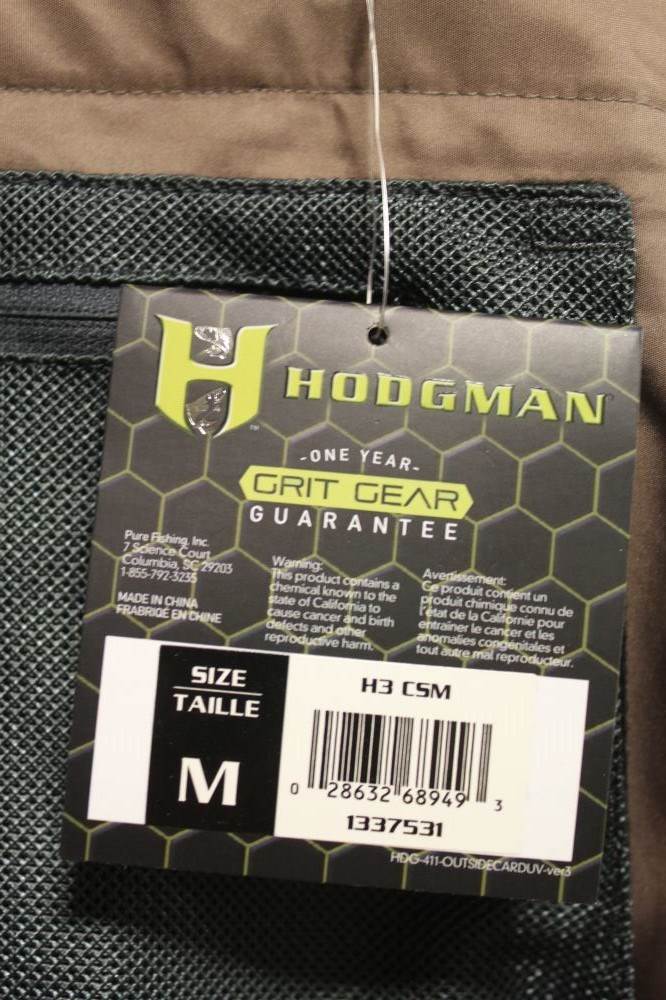 H
™
HODGMAN
-ONE YEAR-
GRIT GEAR
GUARANTEE
Pure Fishing, Inc.
7 Science Court
Columbia, SC 29203
1-855-792-3235
MADE IN CHINA
FRABRIQE EN CHINE
Warning:
This product contains a
chemical known to the
state of California to
cause cancer and birth
defects and other
reproductive harm.
Avertissement:
Ce produit contient un
produit chimique connu de
l'état de la Californie pour
entraîner le cancer et les
anomalies congénitales et
tout autre mal reproducteur.
SIZE
TAILLE
M
H3 CSM
0 28632 68949 3
1337531
HDG-411-OUTSIDECARDUV-ver3